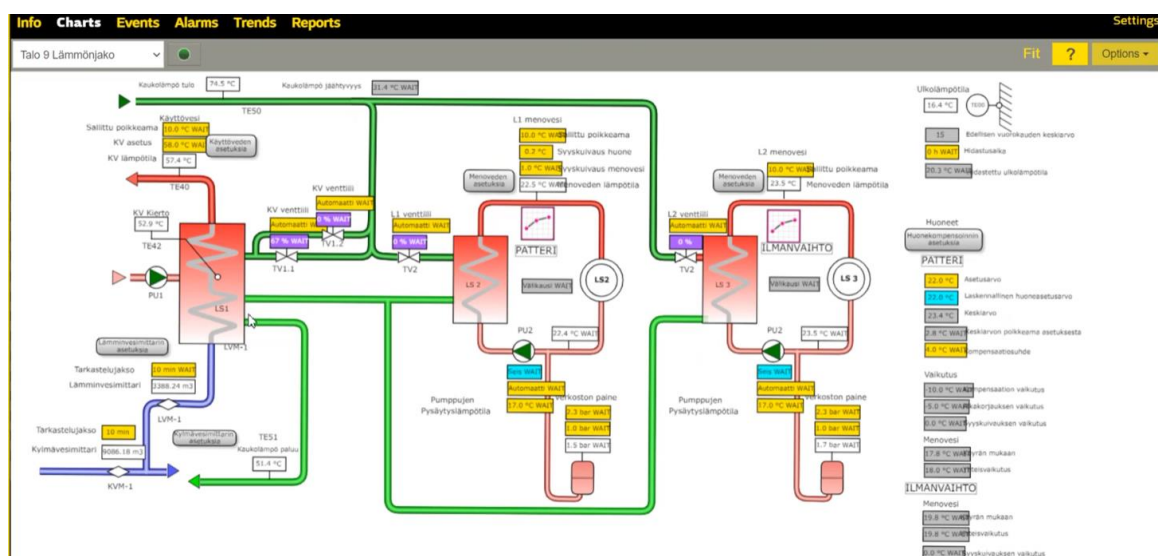 Info Charts Events Alarms Trends Reports Settings
Talo 9 Lämmönjako Fit ? Options
Kaukolämpö tulo 74.5 °C
TE50
Kaukolämpö jäähtyvyys 31.4 °C WAIT
Käyttövesi
Sallittu poikkeama 10.0 °C WAIT
KV asetus 58.0 °C WAIT
KV lämpötila 57.4 °C
Käyttöveden asetuksia
TE40
KV Kierto
52.9 °C
TE42
PU1
LS1
LVM-1
KV venttiili
Automaatti WAIT
67 % WAIT
TV1.1
KV venttiili
Automaatti WAIT
0 % WAIT
TV1.2
L1 venttiili
Automaatti WAIT
0 % WAIT
TV2
L1 menovesi
10.0 °C WAIT Sallittu poikkeama
0.2 °C Syyskuivaus huone
1.0 °C WAIT Syyskuivaus menovesi
22.5 °C WAIT Menoveden lämpötila
Menoveden asetuksia
PATTERI
LS 2
LS2
Välikausi WAIT
22.4 °C WAIT
PU2
Automaatti WAIT
17.0 °C WAIT
Pumppujen
Pysäytyslämpötila
Verkoston paine
2.3 bar WAIT
1.0 bar WAIT
1.5 bar WAIT
L2 venttiili
Automaatti WAIT
0 %
TV2
L2 menovesi
10.0 °C WAIT Sallittu poikkeama
23.5 °C Menoveden lämpötila
Menoveden asetuksia
ILMANVAIHTO
LS 3
LS 3
Välikausi WAIT
23.5 °C WAIT
PU2
Automaatti WAIT
17.0 °C WAIT
Pumppujen
Pysäytyslämpötila
Verkoston paine
2.3 bar WAIT
1.0 bar WAIT
1.7 bar WAIT
Lämminvesimittarin asetuksia
Tarkastelujakso 10 min WAIT
Lämminvesimittari 3388.24 m3
LVM-1
Kylmävesimittarin asetuksia
Tarkastelujakso 10 min
Kylmävesimittari 9086.18 m3
KVM-1
TE51
Kaukolämpö paluu
51.4 °C
Ulkolämpötila
16.4 °C TE00
15 Edellisen vuorokauden keskiarvo
0 h WAIT Hidastusaika
20.3 °C WAIT Hidastettu ulkolämpötila
Huoneet
Huonekompensoinnin asetuksia
PATTERI
22.0 °C Asetusarvo
22.0 °C Laskennallinen huoneasetusarvo
23.4 °C Keskiarvo
2.8 °C WAIT Keskiarvon poikkeama asetuksesta
4.0 °C WAIT Kompensaatiosuhde
Vaikutus
-10.0 °C WAIT Kompensaation vaikutus
-5.0 °C WAIT Aikakorjauksen vaikutus
0.0 °C WAIT Syyskuivauksen vaikutus
Menovesi
17.8 °C WAIT Käyrän mukaan
18.0 °C WAIT Yhteisvaikutus
ILMANVAIHTO
Menovesi
19.8 °C WAIT Käyrän mukaan
19.8 °C WAIT Yhteisvaikutus
0.0 °C WAIT Syyskuivauksen vaikutus